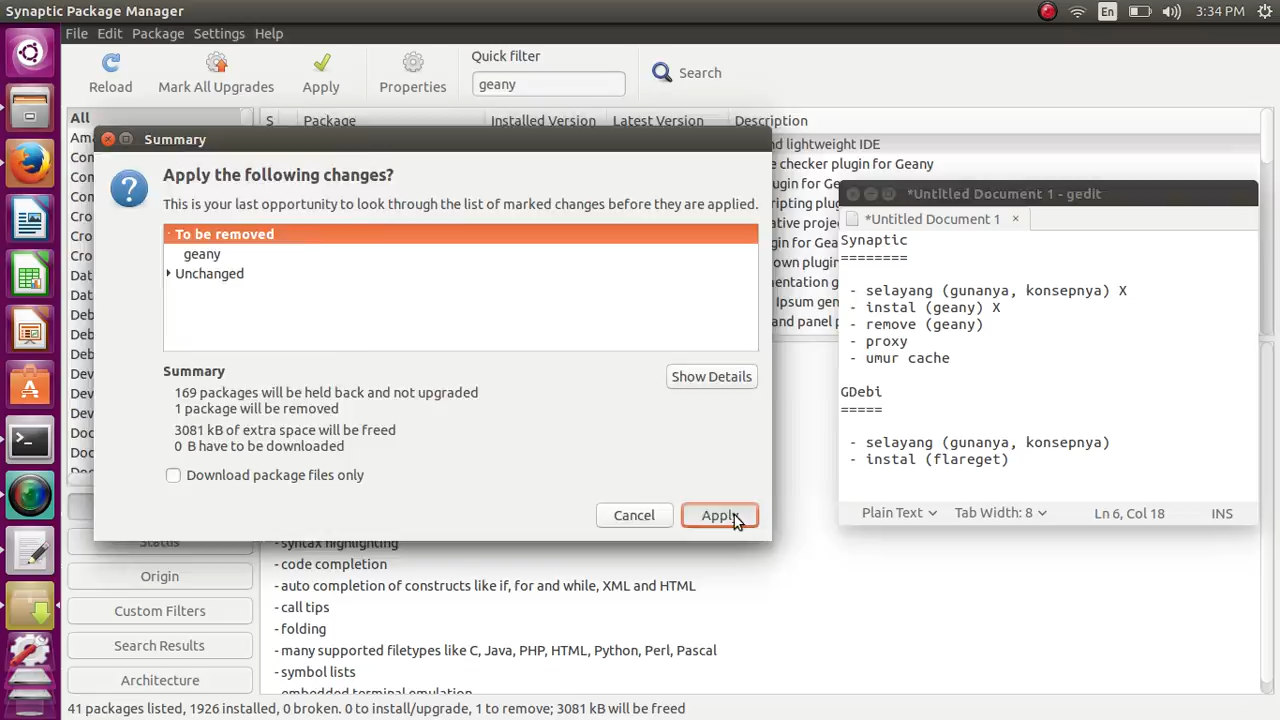 Synaptic Package Manager
En
3:34 PM
File Edit Package Settings Help
Reload
Mark All Upgrades
Apply
Properties
Quick filter
geany
Search
All
S Package Installed Version Latest Version Description
Summary
Apply the following changes?
This is your last opportunity to look through the list of marked changes before they are applied.
To be removed
geany
Unchanged
Summary
169 packages will be held back and not upgraded
1 package will be removed
3081 kB of extra space will be freed
0 B have to be downloaded
Show Details
Download package files only
Cancel
Apply
nd lightweight IDE
e checker plugin for Geany
*Untitled Document 1 - gedit
*Untitled Document 1 ×
Synaptic
========
- selayang (gunanya, konsepnya) X
- instal (geany) X
- remove (geany)
- proxy
- umur cache
GDebi
=====
- selayang (gunanya, konsepnya)
- instal (flareget)
Plain Text Tab Width: 8 Ln 6, Col 18 INS
Status
Origin
Custom Filters
Search Results
Architecture
- syntax highlighting
- code completion
- auto completion of constructs like if, for and while, XML and HTML
- call tips
- folding
- many supported filetypes like C, Java, PHP, HTML, Python, Perl, Pascal
- symbol lists
- embedded terminal emulation
41 packages listed, 1926 installed, 0 broken. 0 to install/upgrade, 1 to remove; 3081 kB will be freed